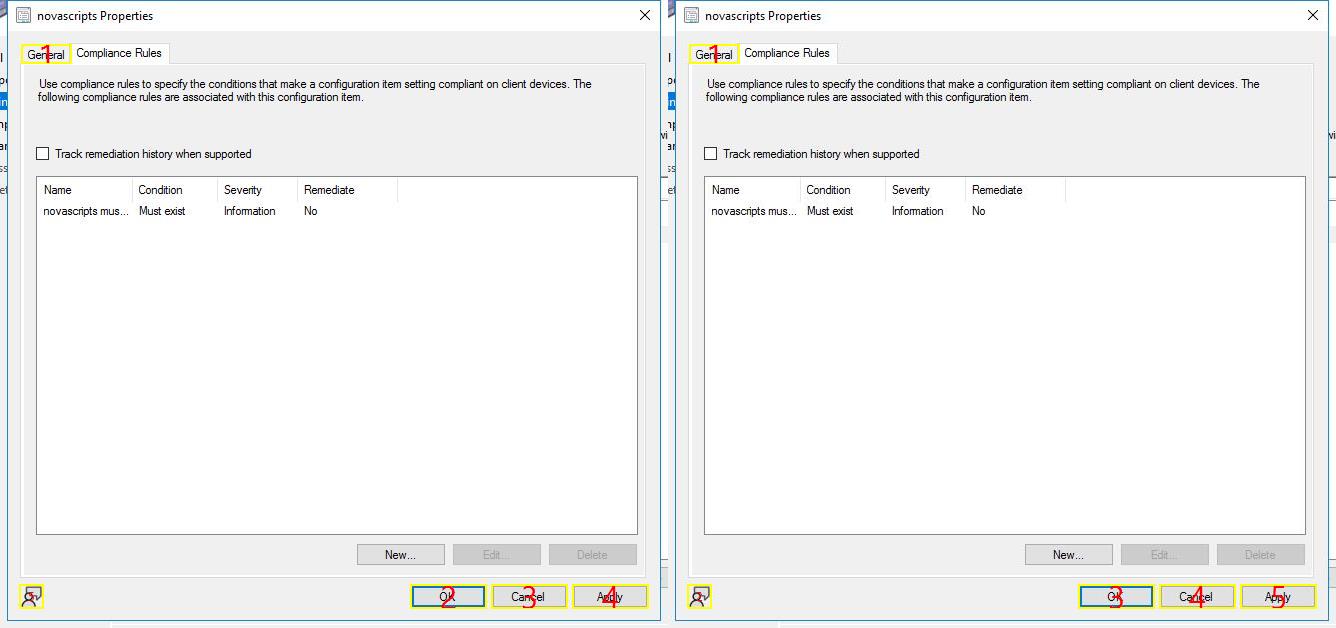 novascripts Properties
General
Compliance Rules
Use compliance rules to specify the conditions that make a configuration item setting compliant on client devices. The
following compliance rules are associated with this configuration item.
Track remediation history when supported
Name Condition Severity Remediate
novascripts mus... Must exist Information No
New... Edit... Delete
OK Cancel Apply
1
2 3 4
novascripts Properties
General
Compliance Rules
Use compliance rules to specify the conditions that make a configuration item setting compliant on client devices. The
following compliance rules are associated with this configuration item.
Track remediation history when supported
Name Condition Severity Remediate
novascripts mus... Must exist Information No
New... Edit... Delete
OK Cancel Apply
1
3 4 5